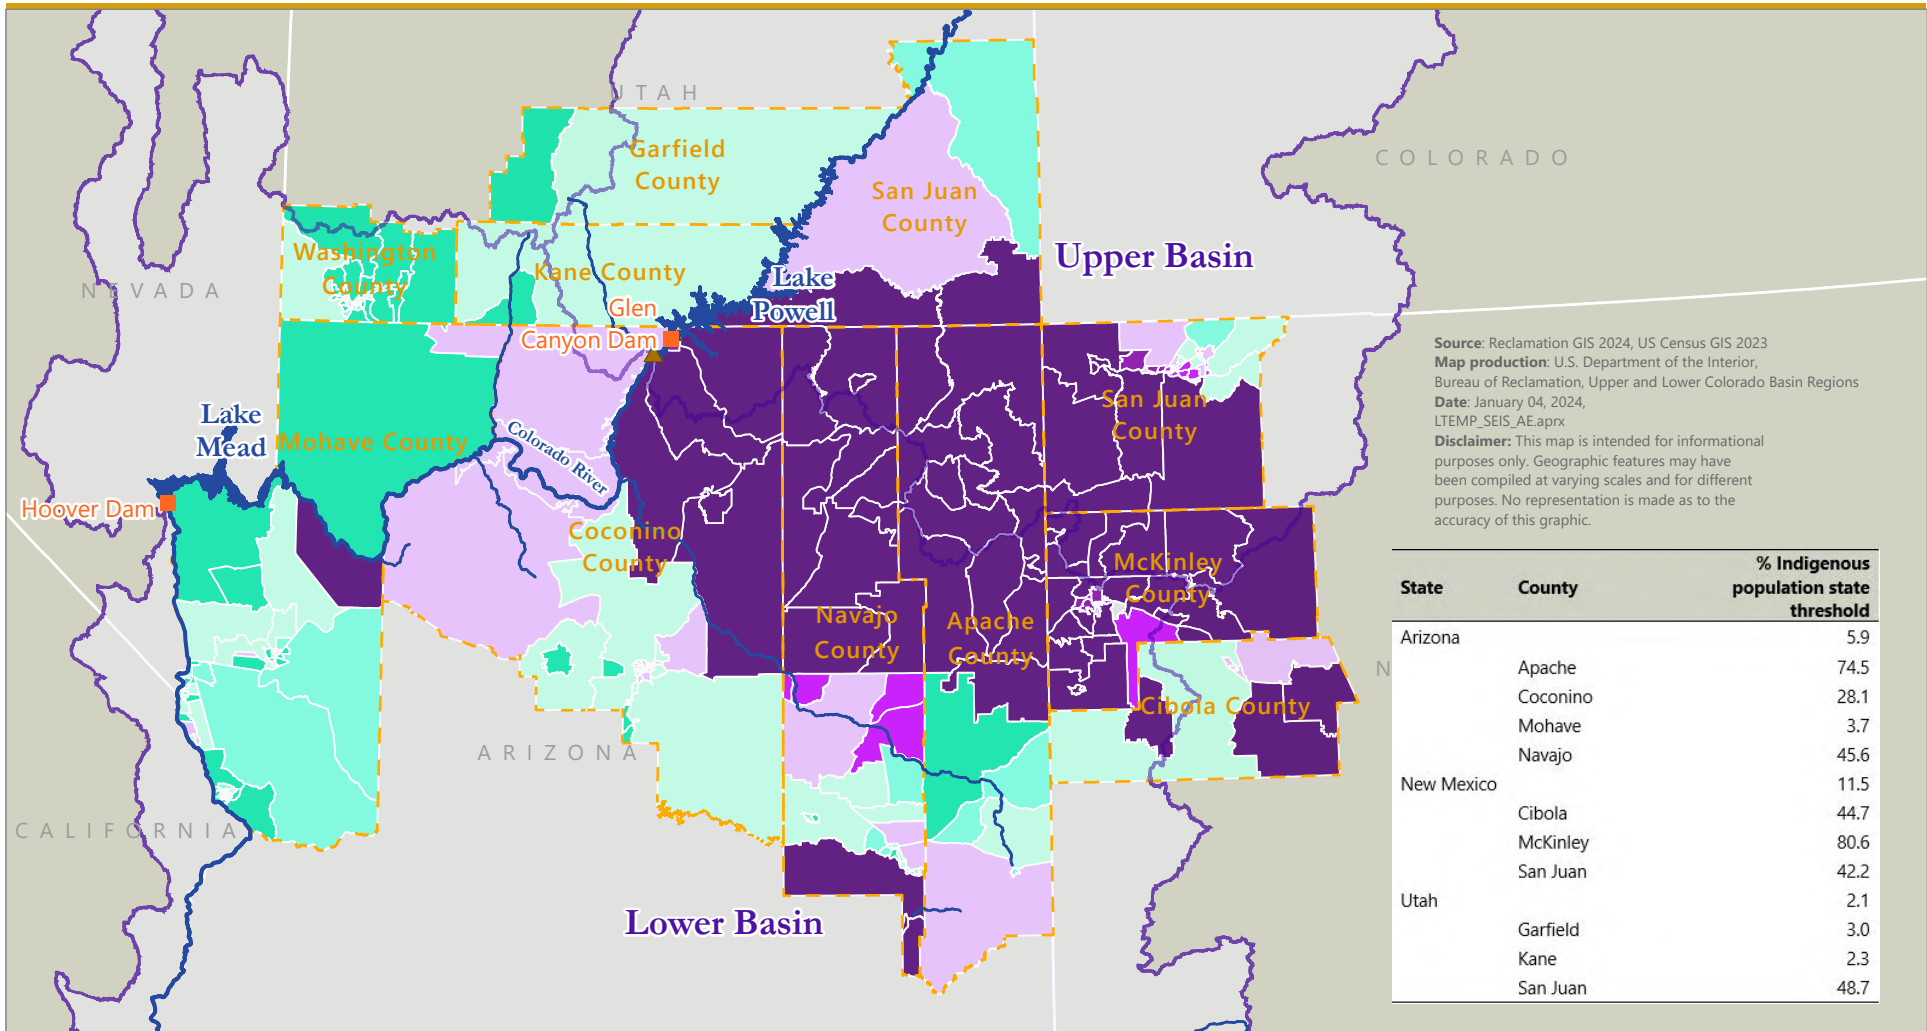 UTAH
COLORADO
NEVADA
Garfield
County
San Juan
County
Washington
County
Kane County
Upper Basin
Lake
Powell
Glen
Canyon Dam
Lake
Mead
Mohave County
Colorado River
Hoover Dam
Coconino
County
San Juan
County
McKinley
County
Navajo
County
Apache
County
Cibola County
N
ARIZONA
CALIFORNIA
Lower Basin
Source: Reclamation GIS 2024, US Census GIS 2023
Map production: U.S. Department of the Interior,
Bureau of Reclamation, Upper and Lower Colorado Basin Regions
Date: January 04, 2024,
LTEMP_SEIS_AE.aprx
Disclaimer: This map is intended for informational
purposes only. Geographic features may have
been compiled at varying scales and for different
purposes. No representation is made as to the
accuracy of this graphic.
State County % Indigenous
population state
threshold
Arizona 5.9
Apache 74.5
Coconino 28.1
Mohave 3.7
Navajo 45.6
New Mexico 11.5
Cibola 44.7
McKinley 80.6
San Juan 42.2
Utah 2.1
Garfield 3.0
Kane 2.3
San Juan 48.7